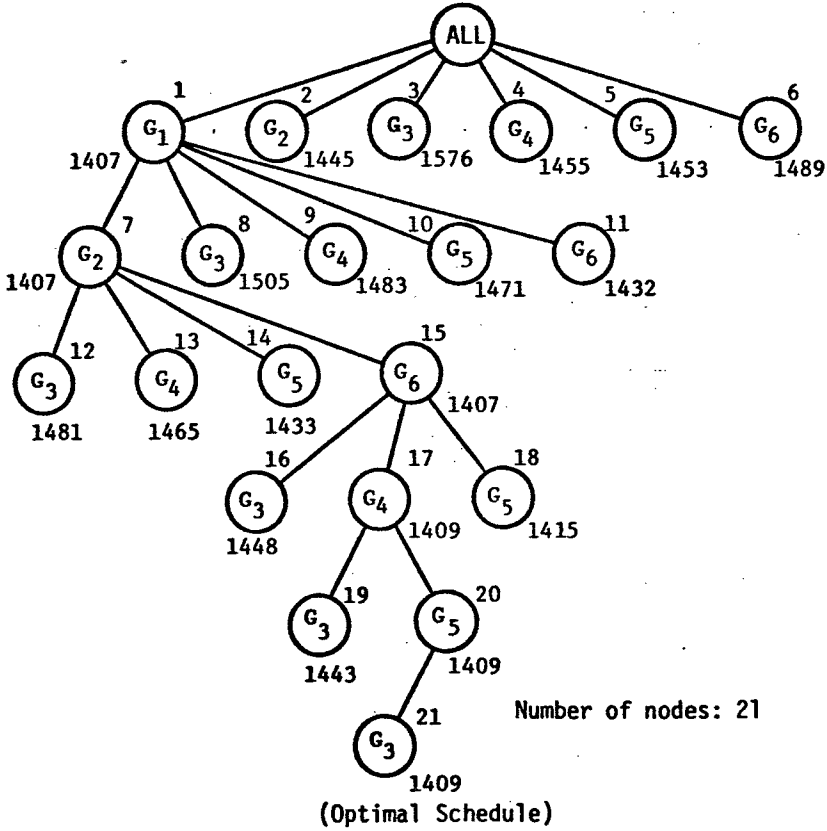 ALL
1 2 3 4 5 6
G1 G2 G3 G4 G5 G6
1407 1445 1576 1455 1453 1489
7 8 9 10 11
G2 G3 G4 G5 G6
1407 1505 1483 1471 1432
12 13 14 15
G3 G4 G5 G6
1481 1465 1433 1407
16 17 18
G3 G4 G5
1448 1409 1415
19 20
G3 G5
1443 1409
Number of nodes: 21
21
G3
1409
(Optimal Schedule)